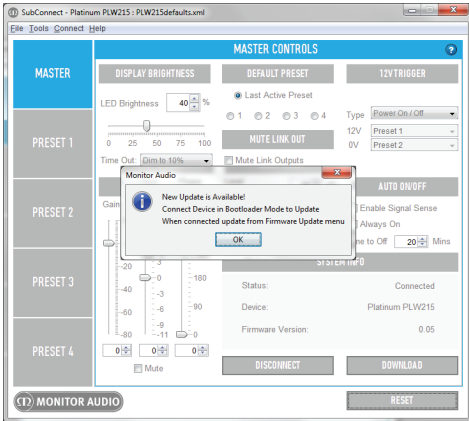 SubConnect - Platinum PLW215 : PLW215defaults.xml
File Tools Connect Help
MASTER CONTROLS
?
MASTER
PRESET 1
PRESET 2
PRESET 3
PRESET 4
DISPLAY BRIGHTNESS
LED Brightness 40 %
0 25 50 75 100
Time Out: Dim to 10%
DEFAULT PRESET
Last Active Preset
1 2 3 4
MUTE LINK OUT
Mute Link Outputs
12V TRIGGER
Type Power On / Off
12V Preset 1
0V Preset 2
Monitor Audio
New Update is Available!
Connect Device in Bootloader Mode to Update
When connected update from Firmware Update menu
OK
Gain
AUTO ON/OFF
Enable Signal Sense
Always On
to Off 20 Mins
-20 -3 
-40 -3 -180
-60 -6 -90
-9
-80 -11 0
0 0 0
Mute
SYSTEM INFO
Status: Connected
Device: Platinum PLW215
Firmware Version: 0.05
DISCONNECT
DOWNLOAD
MONITOR AUDIO
RESET